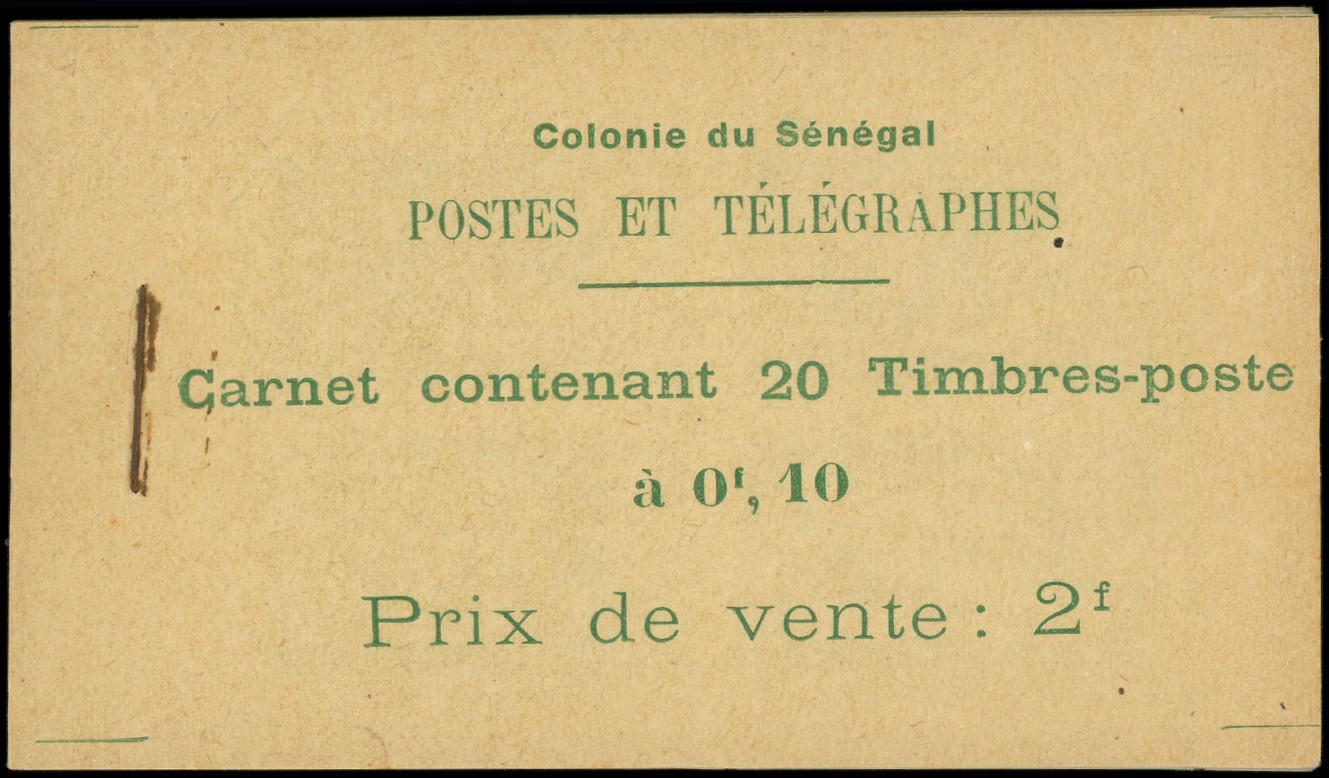 Colonie du Sénégal
POSTES ET TÉLÉGRAPHES
Carnet contenant 20 Timbres-poste
à 0ᶠ, 10
Prix de vente : 2ᶠ